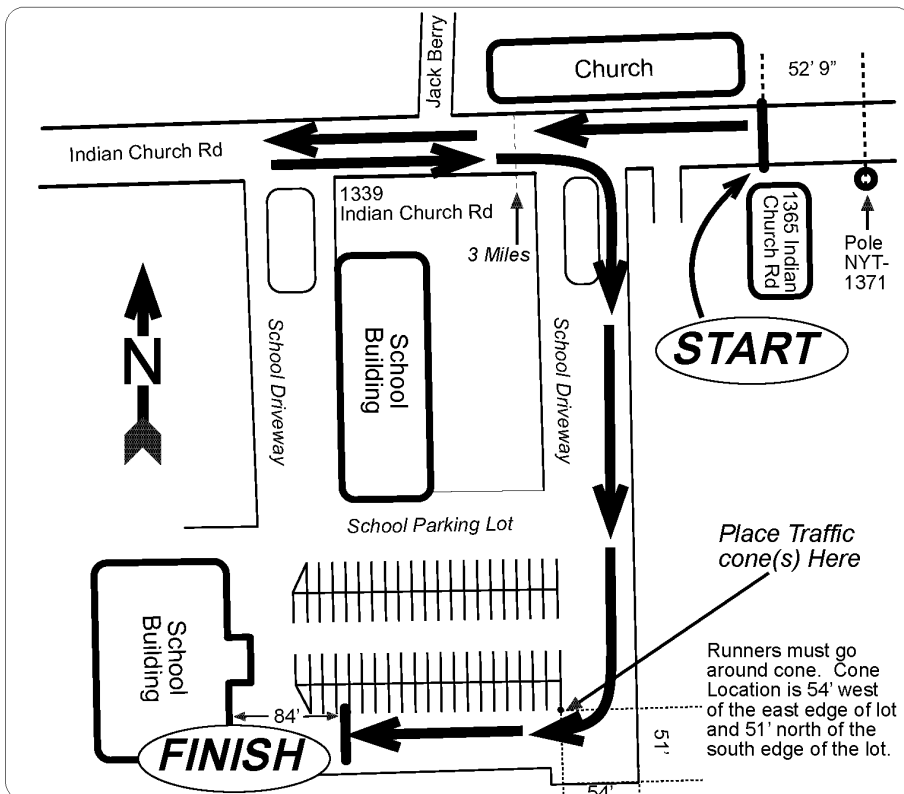 Jack Berry
Church
52' 9"
Indian Church Rd
1339
Indian Church Rd
3 Miles
1365 Indian
Church Rd
Pole
NYT-
1371
START
N
School Driveway
School
Building
School Driveway
School Parking Lot
Place Traffic
cone(s) Here
School
Building
84'
FINISH
Runners must go
around cone. Cone
Location is 54' west
of the east edge of lot
and 51' north of the
south edge of the lot.
51'
54'